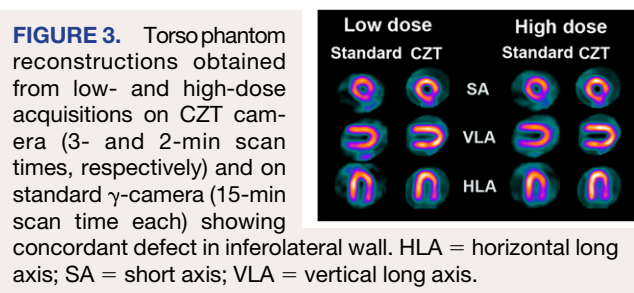 FIGURE 3. Torso phantom
reconstructions obtained
from low- and high-dose
acquisitions on CZT cam-
era (3- and 2-min scan
times, respectively) and on
standard γ-camera (15-min
scan time each) showing
concordant defect in inferolateral wall. HLA = horizontal long
axis; SA = short axis; VLA = vertical long axis.
Low dose High dose
Standard CZT Standard CZT
SA
VLA
HLA